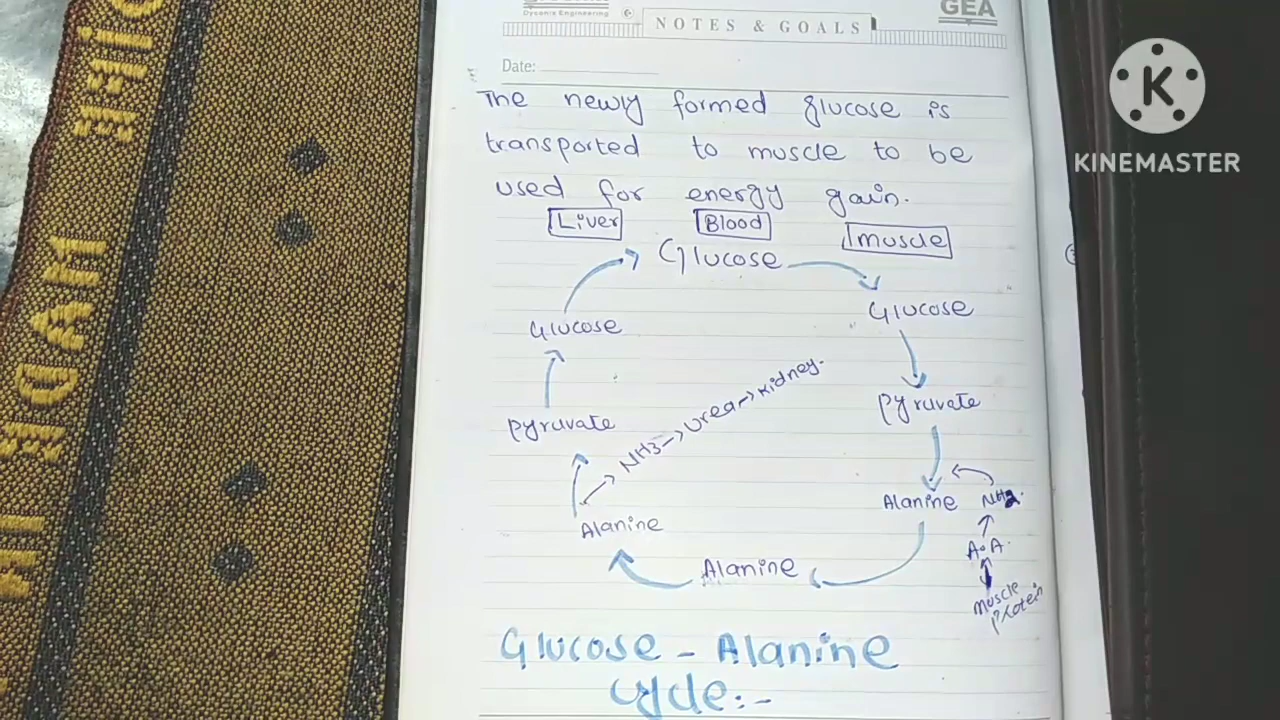 Dyconix Engineering
GEA
NOTES & GOALS
Date:
The newly formed glucose is
transported to muscle to be
used for energy gain.
Liver Blood muscle
Glucose
Glucose
Glucose
Pyruvate
Pyruvate
NH3 → Urea → Kidney.
Alanine
Alanine NH2.
A.A.
Muscle
Protein
Alanine
Glucose - Alanine
Cycle:-
KINEMASTER
K